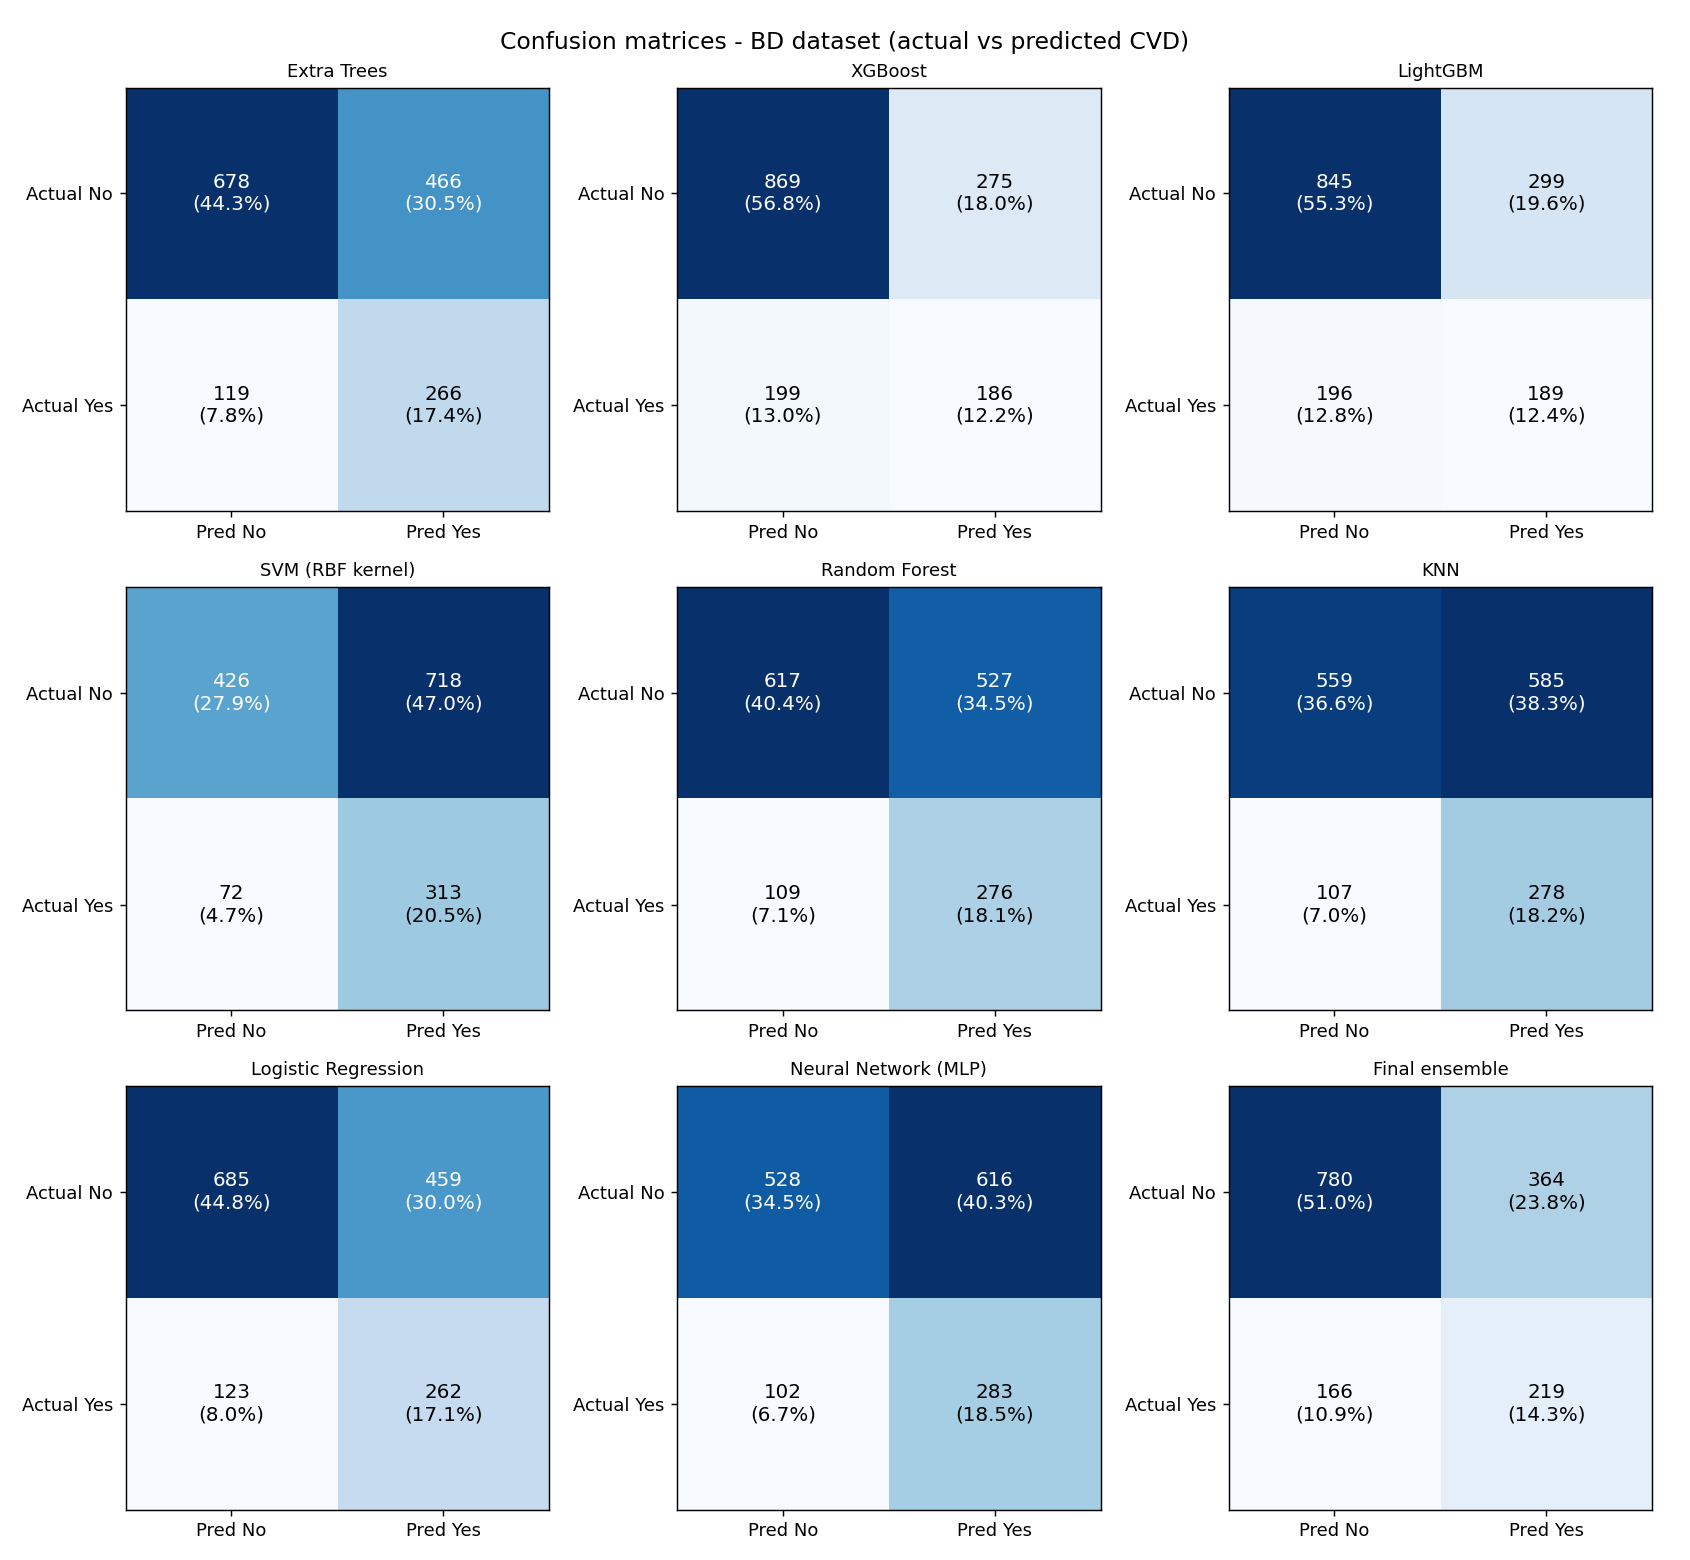 Confusion matrices - BD dataset (actual vs predicted CVD)
Extra Trees
Actual No
678
(44.3%)
466
(30.5%)
Actual Yes
119
(7.8%)
266
(17.4%)
Pred No
Pred Yes
XGBoost
Actual No
869
(56.8%)
275
(18.0%)
Actual Yes
199
(13.0%)
186
(12.2%)
Pred No
Pred Yes
LightGBM
Actual No
845
(55.3%)
299
(19.6%)
Actual Yes
196
(12.8%)
189
(12.4%)
Pred No
Pred Yes
SVM (RBF kernel)
Actual No
426
(27.9%)
718
(47.0%)
Actual Yes
72
(4.7%)
313
(20.5%)
Pred No
Pred Yes
Random Forest
Actual No
617
(40.4%)
527
(34.5%)
Actual Yes
109
(7.1%)
276
(18.1%)
Pred No
Pred Yes
KNN
Actual No
559
(36.6%)
585
(38.3%)
Actual Yes
107
(7.0%)
278
(18.2%)
Pred No
Pred Yes
Logistic Regression
Actual No
685
(44.8%)
459
(30.0%)
Actual Yes
123
(8.0%)
262
(17.1%)
Pred No
Pred Yes
Neural Network (MLP)
Actual No
528
(34.5%)
616
(40.3%)
Actual Yes
102
(6.7%)
283
(18.5%)
Pred No
Pred Yes
Final ensemble
Actual No
780
(51.0%)
364
(23.8%)
Actual Yes
166
(10.9%)
219
(14.3%)
Pred No
Pred Yes